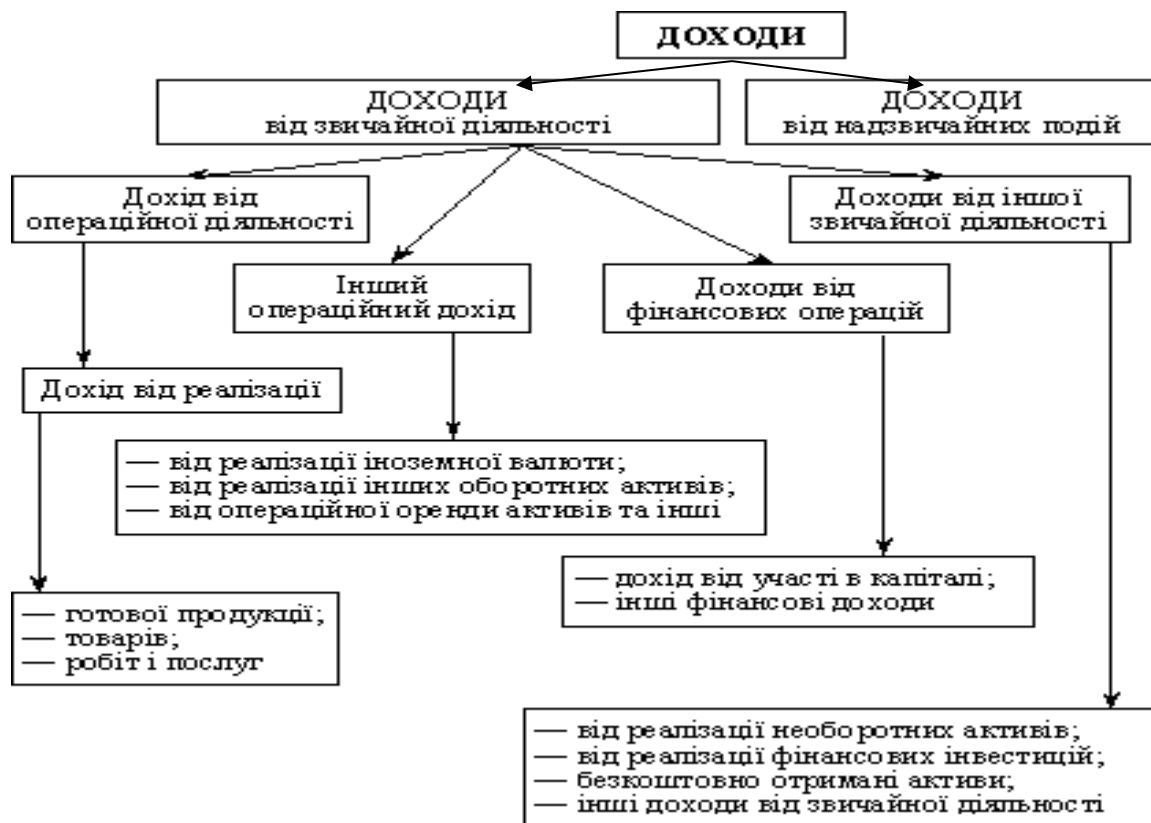 ДОХОДИ
ДОХОДИ
від звичайної діяльності
ДОХОДИ
від надзвичайних подій
Дохід від
операційної діяльності
Доходи від іншої
звичайної діяльності
Інший
операційний дохід
Доходи від
фінансових операцій
Дохід від реалізації
— від реалізації іноземної валюти;
— від реалізації інших оборотних активів;
— від операційної оренди активів та інші
— дохід від участі в капіталі;
— інші фінансові доходи
— готової продукції;
— товарів;
— робіт і послуг
— від реалізації необоротних активів;
— від реалізації фінансових інвестицій;
— безкоштовно отримані активи;
— інші доходи від звичайної діяльності